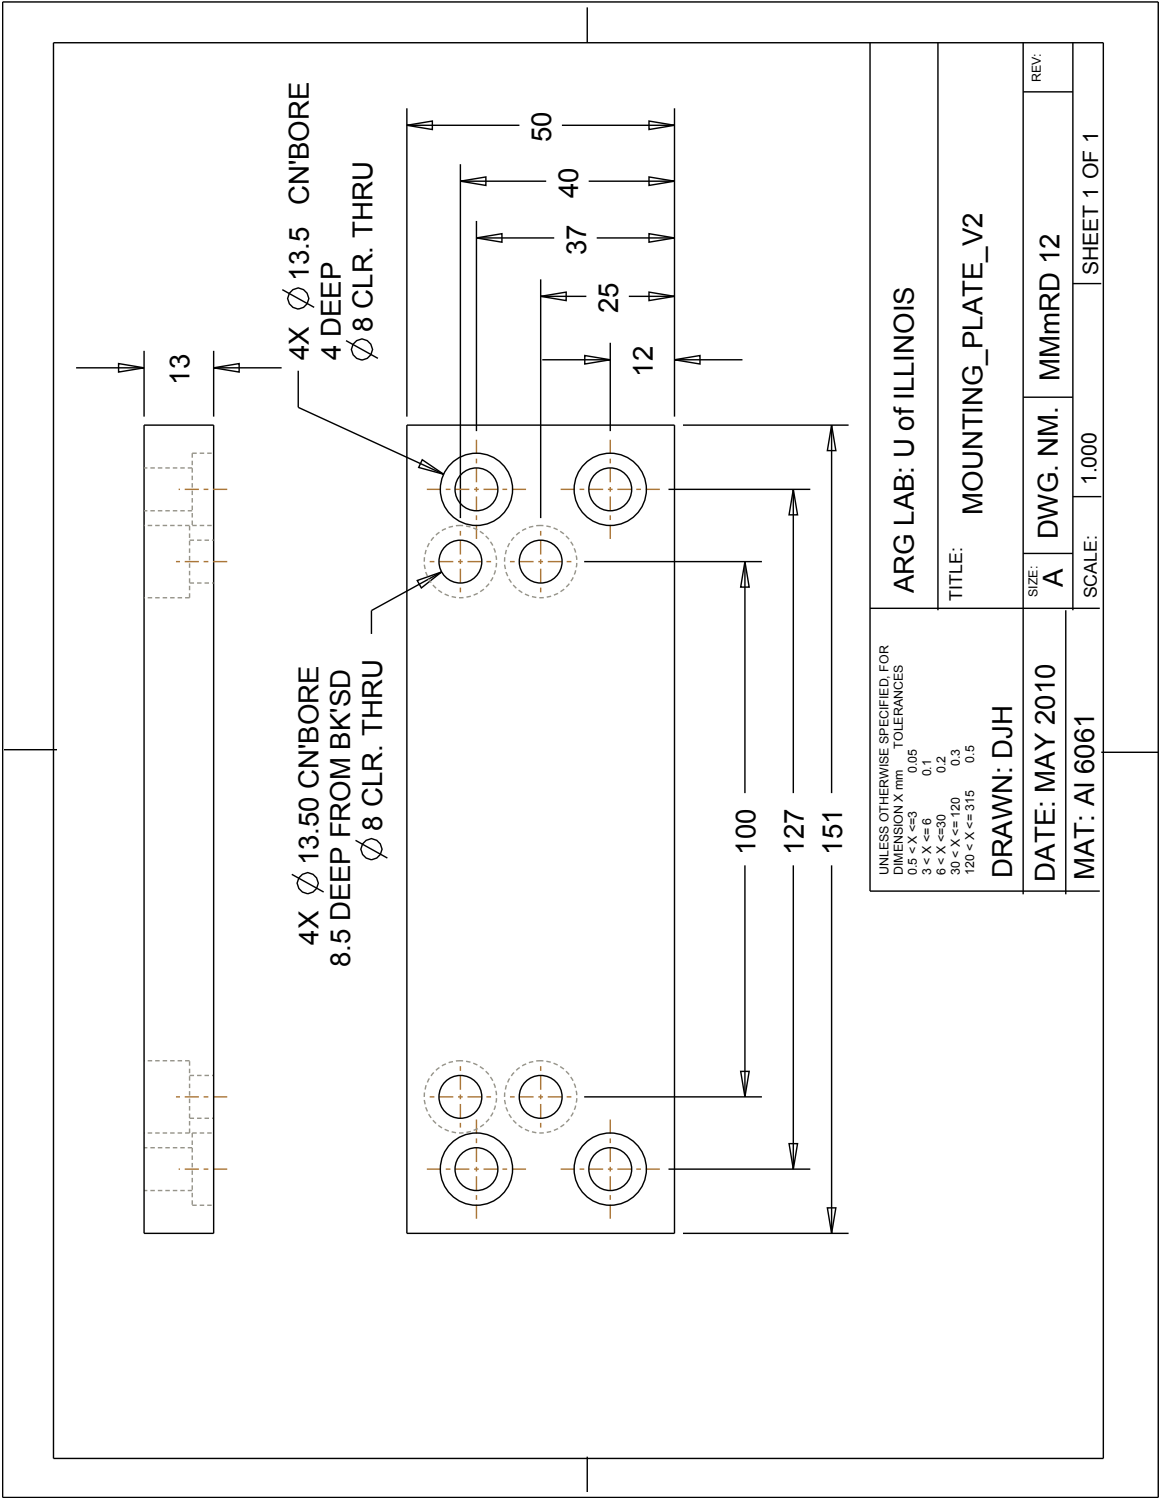 13
4X Ø 13.5 CN'BORE
4 DEEP
Ø 8 CLR. THRU
4X Ø 13.50 CN'BORE
8.5 DEEP FROM BK'SD
Ø 8 CLR. THRU
50
40
37
25
12
100
127
151
UNLESS OTHERWISE SPECIFIED, FOR
DIMENSION X mm TOLERANCES
0.5 < X <=3 0.05
3 < X <= 6 0.1
6 < X <=30 0.2
30 < X <= 120 0.3
120 < X <= 315 0.5
DRAWN: DJH
DATE: MAY 2010
MAT: Al 6061
ARG LAB: U of ILLINOIS
TITLE:
MOUNTING_PLATE_V2
SIZE:
A
DWG. NM.
MMmRD 12
REV:
SCALE:
1.000
SHEET 1 OF 1